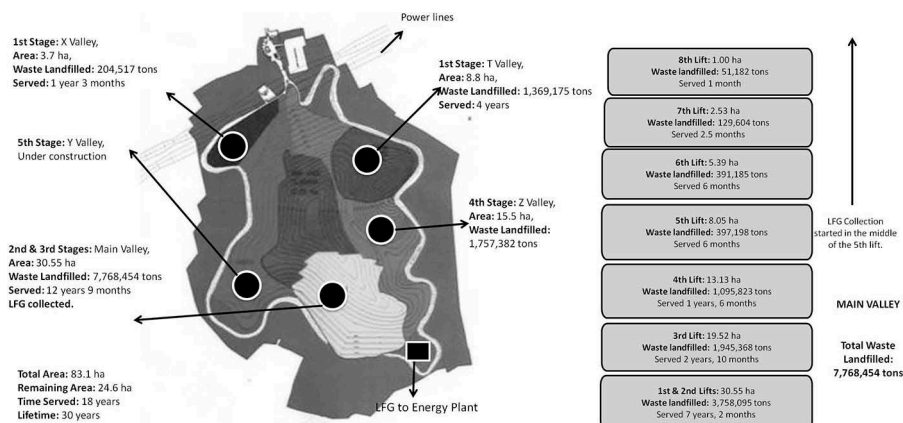 Power lines
1st Stage: X Valley,
Area: 3.7 ha,
Waste Landfilled: 204,517 tons
Served: 1 year 3 months
1st Stage: T Valley,
Area: 8.8 ha,
Waste Landfilled: 1,369,175 tons
Served: 4 years
5th Stage: Y Valley,
Under construction
4th Stage: Z Valley,
Area: 15.5 ha,
Waste Landfilled:
1,757,382 tons
2nd & 3rd Stages: Main Valley,
Area: 30.55 ha
Waste Landfilled: 7,768,454 tons
Served: 12 years 9 months
LFG collected.
Total Area: 83.1 ha
Remaining Area: 24.6 ha
Time Served: 18 years
Lifetime: 30 years
LFG to Energy Plant
8th Lift: 1.00 ha
Waste landfilled: 51,182 tons
Served 1 month
7th Lift: 2.53 ha
Waste landfilled: 129,604 tons
Served 2.5 months
6th Lift: 5.39 ha
Waste landfilled: 391,185 tons
Served 6 months
5th Lift: 8.05 ha
Waste landfilled: 397,198 tons
Served 6 months
4th Lift: 13.13 ha
Waste landfilled: 1,095,823 tons
Served 1 years, 6 months
3rd Lift: 19.52 ha
Waste landfilled: 1,945,368 tons
Served 2 years, 10 months
1st & 2nd Lifts: 30.55 ha
Waste landfilled: 3,758,095 tons
Served 7 years, 2 months
LFG Collection
started in the middle
of the 5th lift.
MAIN VALLEY
Total Waste
Landfilled:
7,768,454 tons